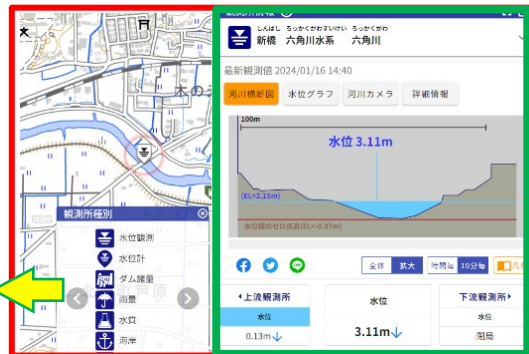 木の
観測所種別
水位観測
水位計
ダム諸量
雨量
水質
海岸
しんばし ろっかくがわすいけい ろっかくがわ
新橋 六角川水系 六角川
最新観測値 2024/01/16 14:40
河川横断図 水位グラフ 河川カメラ 詳細情報
100m
水位 3.11m
(EL=2.15m)
水位標のゼロ点高(EL=-0.97m)
全体 拡大 時間毎 10分毎
上流観測所
水位
0.13m↓
水位
3.11m↓
下流観測所
水位
閉局